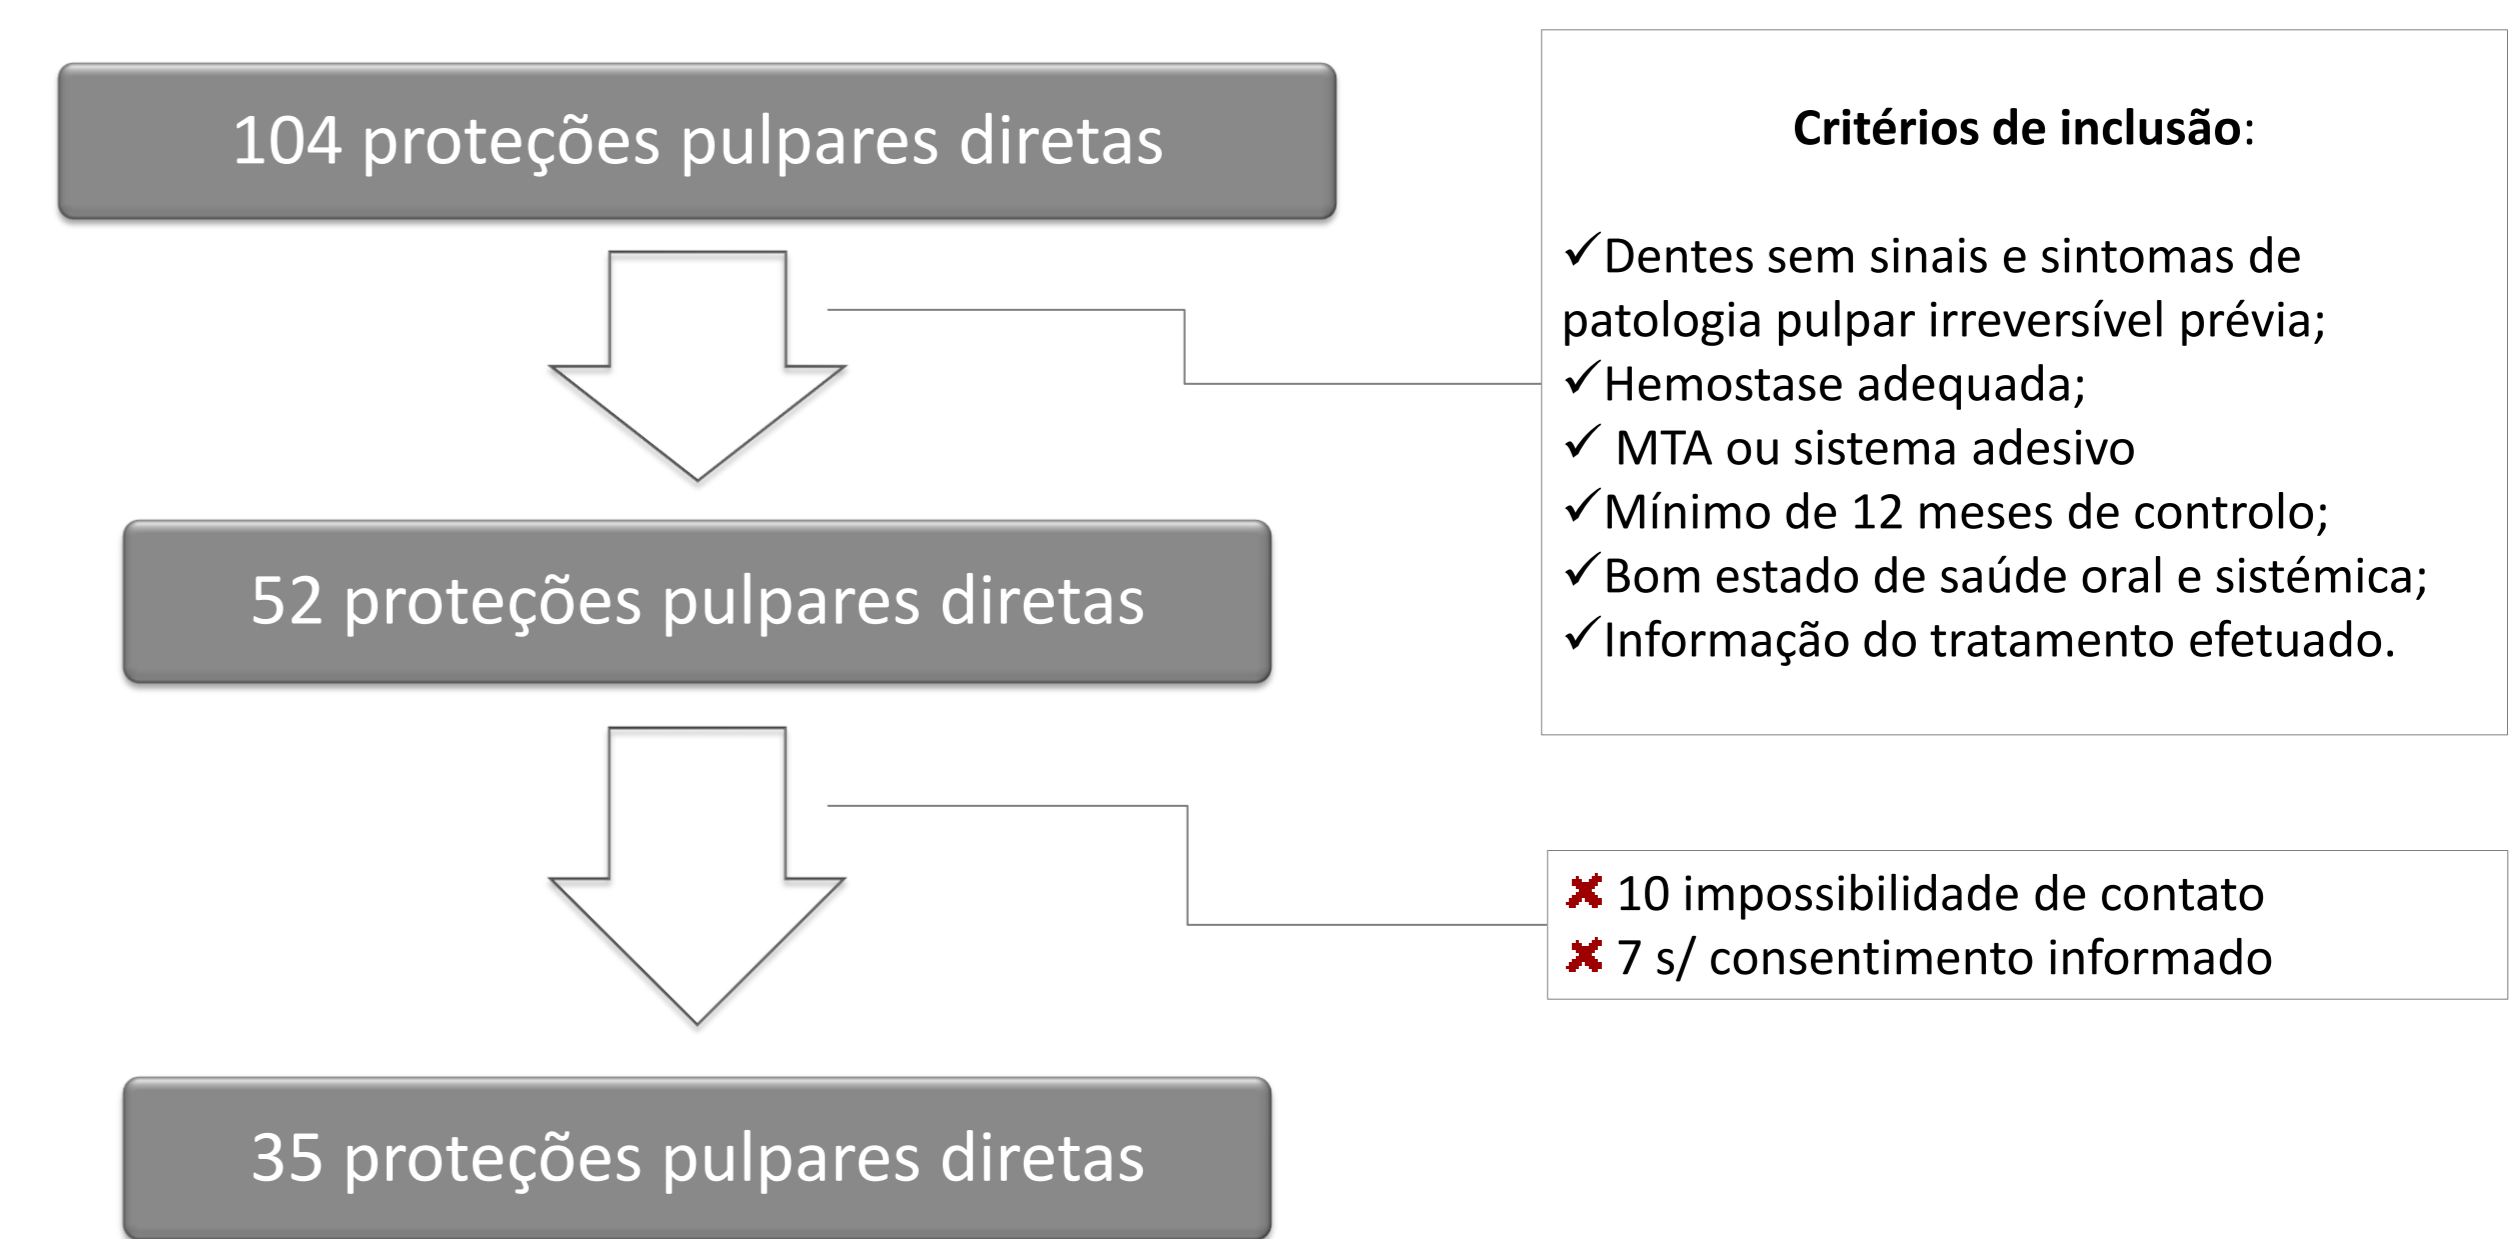 104 proteções pulpares diretas
Critérios de inclusão:
✓Dentes sem sinais e sintomas de
patologia pulpar irreversível prévia;
✓Hemostase adequada;
✓ MTA ou sistema adesivo
✓Mínimo de 12 meses de controlo;
✓Bom estado de saúde oral e sistémica;
✓Informação do tratamento efetuado.
52 proteções pulpares diretas
✖ 10 impossibilidade de contato
✖ 7 s/ consentimento informado
35 proteções pulpares diretas